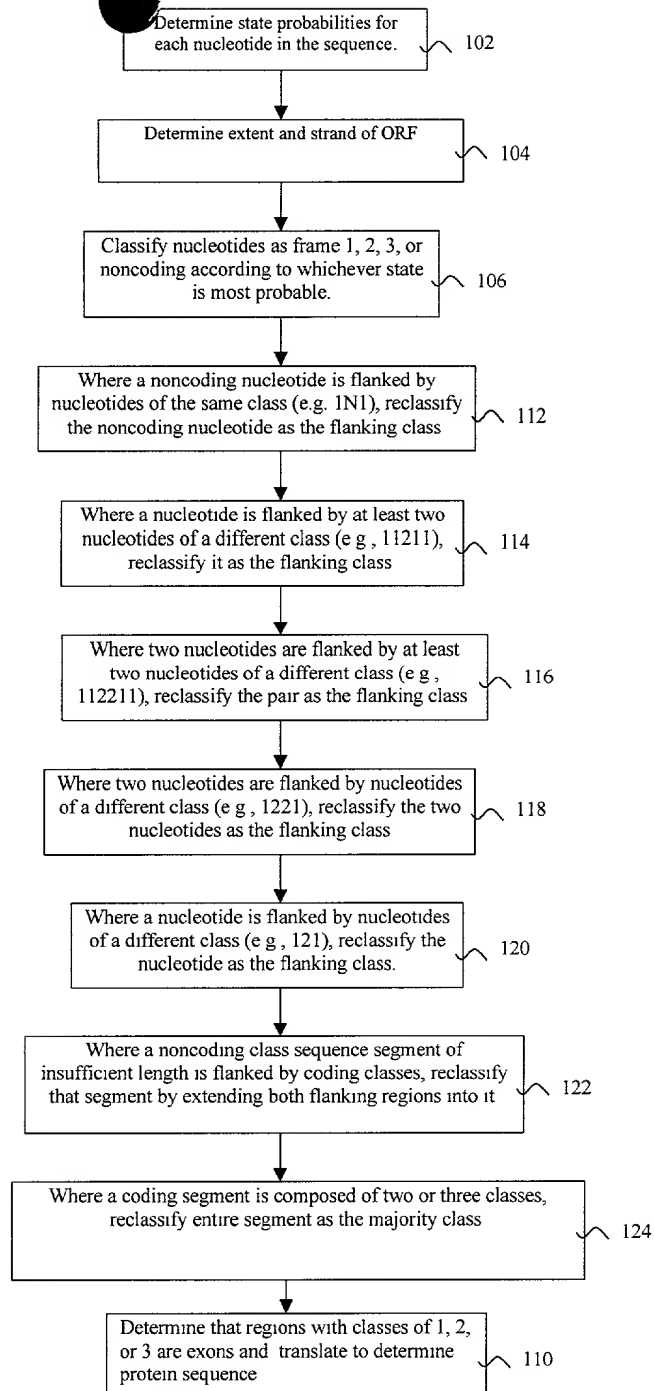 Determine state probabilities for
each nucleotide in the sequence.
102
Determine extent and strand of ORF
104
Classify nucleotides as frame 1, 2, 3, or
noncoding according to whichever state
is most probable.
106
Where a noncoding nucleotide is flanked by
nucleotides of the same class (e.g. 1N1), reclassify
the noncoding nucleotide as the flanking class
112
Where a nucleotide is flanked by at least two
nucleotides of a different class (e g , 11211),
reclassify it as the flanking class
114
Where two nucleotides are flanked by at least
two nucleotides of a different class (e g ,
112211), reclassify the pair as the flanking class
116
Where two nucleotides are flanked by nucleotides
of a different class (e g , 1221), reclassify the two
nucleotides as the flanking class
118
Where a nucleotide is flanked by nucleotides
of a different class (e g , 121), reclassify the
nucleotide as the flanking class.
120
Where a noncoding class sequence segment of
insufficient length is flanked by coding classes, reclassify
that segment by extending both flanking regions into it
122
Where a coding segment is composed of two or three classes,
reclassify entire segment as the majority class
124
Determine that regions with classes of 1, 2,
or 3 are exons and translate to determine
protein sequence
110